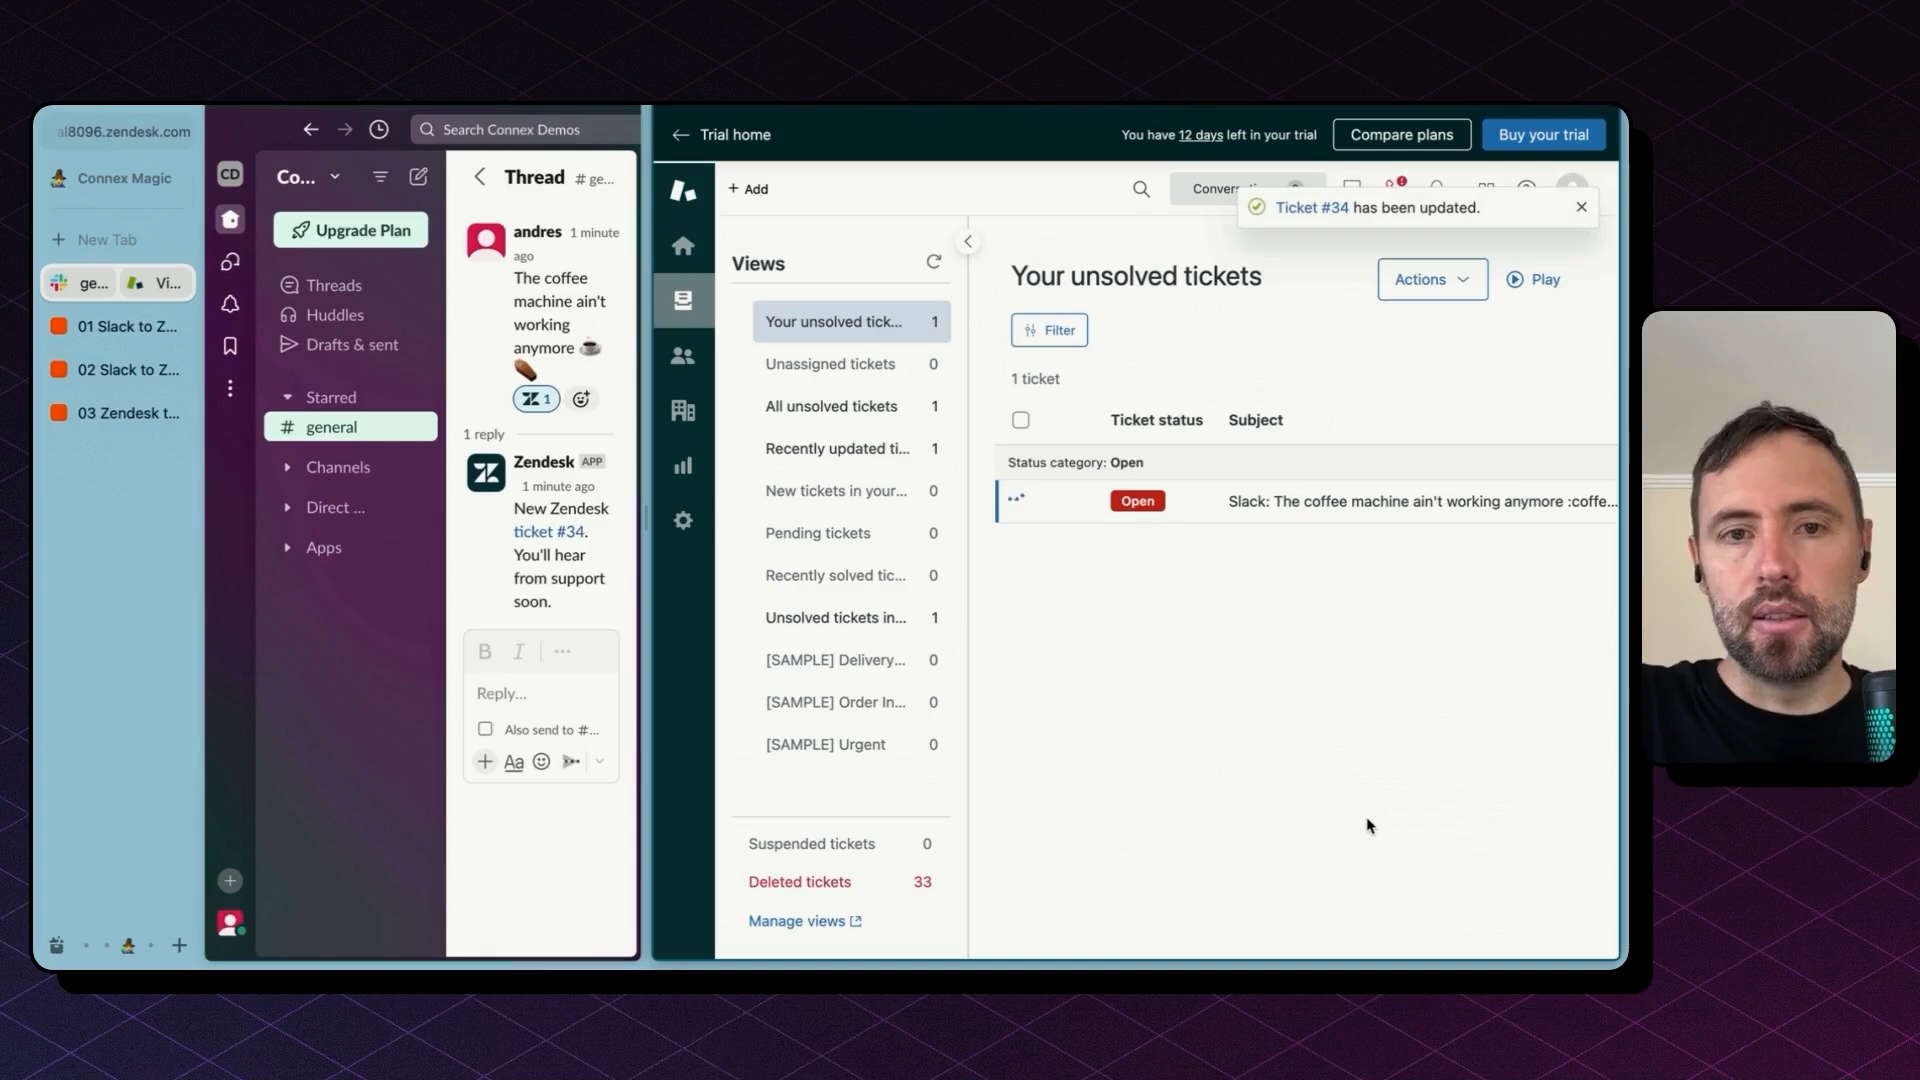 al8096.zendesk.com
Connex Magic
New Tab
ge...
Vi...
01 Slack to Z...
02 Slack to Z...
03 Zendesk t...
Search Connex Demos
CD
Co...
Upgrade Plan
Threads
Huddles
Drafts & sent
Starred
# general
Channels
Direct ...
Apps
Thread # ge...
andres 1 minute
ago
The coffee
machine ain't
working
anymore
1
1 reply
Zendesk APP
1 minute ago
New Zendesk
ticket #34.
You'll hear
from support
soon.
B I
Reply...
Also send to #...
Aa
Trial home
You have 12 days left in your trial
Compare plans
Buy your trial
+ Add
Ticket #34 has been updated.
Views
Your unsolved tick... 1
Unassigned tickets 0
All unsolved tickets 1
Recently updated ti... 1
New tickets in your... 0
Pending tickets 0
Recently solved tic... 0
Unsolved tickets in... 1
[SAMPLE] Delivery... 0
[SAMPLE] Order In... 0
[SAMPLE] Urgent 0
Suspended tickets 0
Deleted tickets 33
Manage views
Your unsolved tickets
Actions
Play
Filter
1 ticket
Ticket status Subject
Status category: Open
Open Slack: The coffee machine ain't working anymore :coffe...